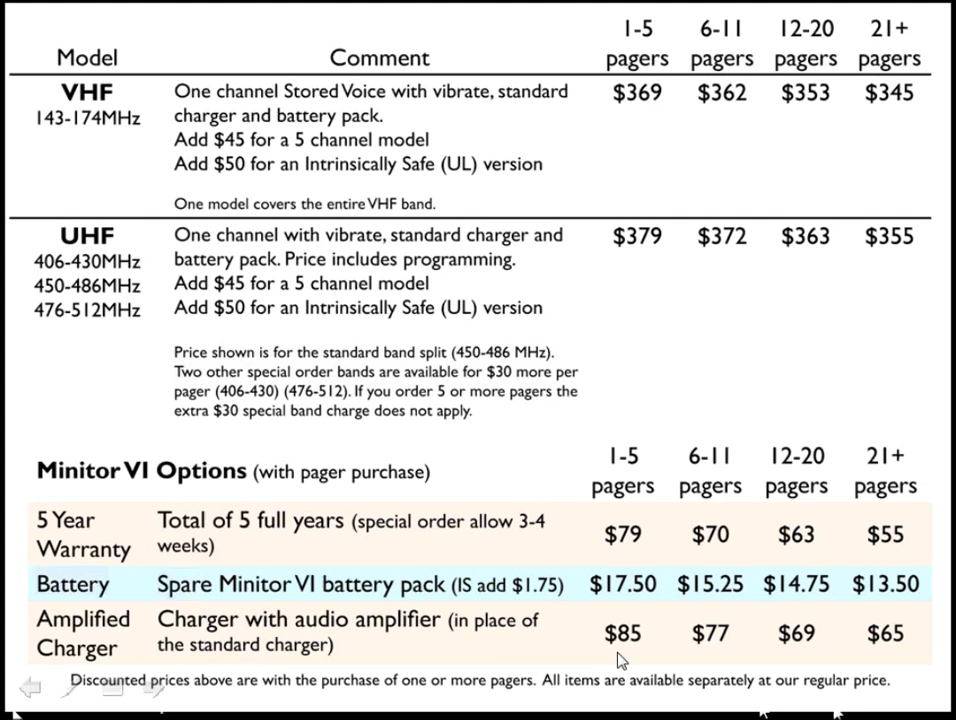 1-5 6-11 12-20 21+
Model Comment pagers pagers pagers pagers
VHF One channel Stored Voice with vibrate, standard $369 $362 $353 $345
143-174MHz charger and battery pack.
Add $45 for a 5 channel model
Add $50 for an Intrinsically Safe (UL) version
One model covers the entire VHF band.
UHF One channel with vibrate, standard charger and $379 $372 $363 $355
406-430MHz battery pack. Price includes programming.
450-486MHz Add $45 for a 5 channel model
476-512MHz Add $50 for an Intrinsically Safe (UL) version
Price shown is for the standard band split (450-486 MHz).
Two other special order bands are available for $30 more per
pager (406-430) (476-512). If you order 5 or more pagers the
extra $30 special band charge does not apply.
1-5 6-11 12-20 21+
Minitor VI Options (with pager purchase) pagers pagers pagers pagers
5 Year Total of 5 full years (special order allow 3-4 $79 $70 $63 $55
Warranty weeks)
Battery Spare Minitor VI battery pack (IS add $1.75) $17.50 $15.25 $14.75 $13.50
Amplified Charger with audio amplifier (in place of $85 $77 $69 $65
Charger the standard charger)
Discounted prices above are with the purchase of one or more pagers. All items are available separately at our regular price.